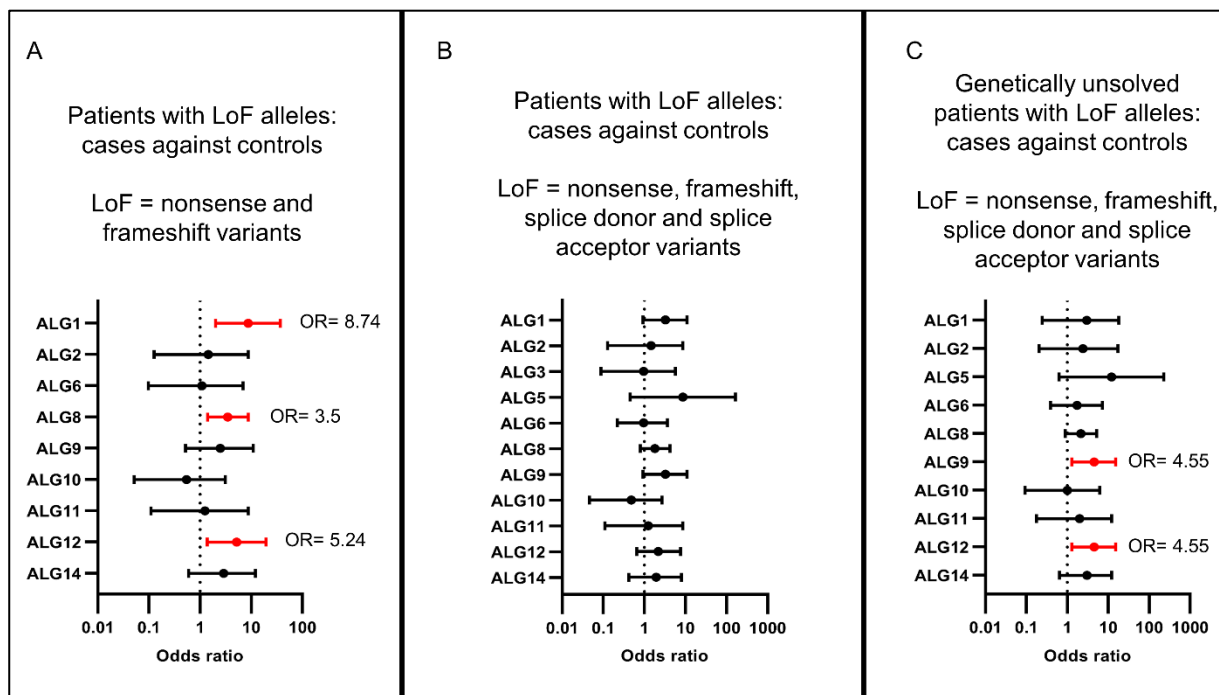 A
Patients with LoF alleles:
cases against controls
LoF = nonsense and
frameshift variants
ALG1
OR= 8.74
ALG2
ALG6
ALG8
OR= 3.5
ALG9
ALG10
ALG11
ALG12
OR= 5.24
ALG14
0.01 0.1 1 10 100
Odds ratio
B
Patients with LoF alleles:
cases against controls
LoF = nonsense, frameshift,
splice donor and splice
acceptor variants
ALG1
ALG2
ALG3
ALG5
ALG6
ALG8
ALG9
ALG10
ALG11
ALG12
ALG14
0.01 0.1 1 10 100 1000
Odds ratio
C
Genetically unsolved
patients with LoF alleles:
cases against controls
LoF = nonsense, frameshift,
splice donor and splice
acceptor variants
ALG1
ALG2
ALG5
ALG6
ALG8
ALG9
OR= 4.55
ALG10
ALG11
ALG12
OR= 4.55
ALG14
0.01 0.1 1 10 100 1000
Odds ratio